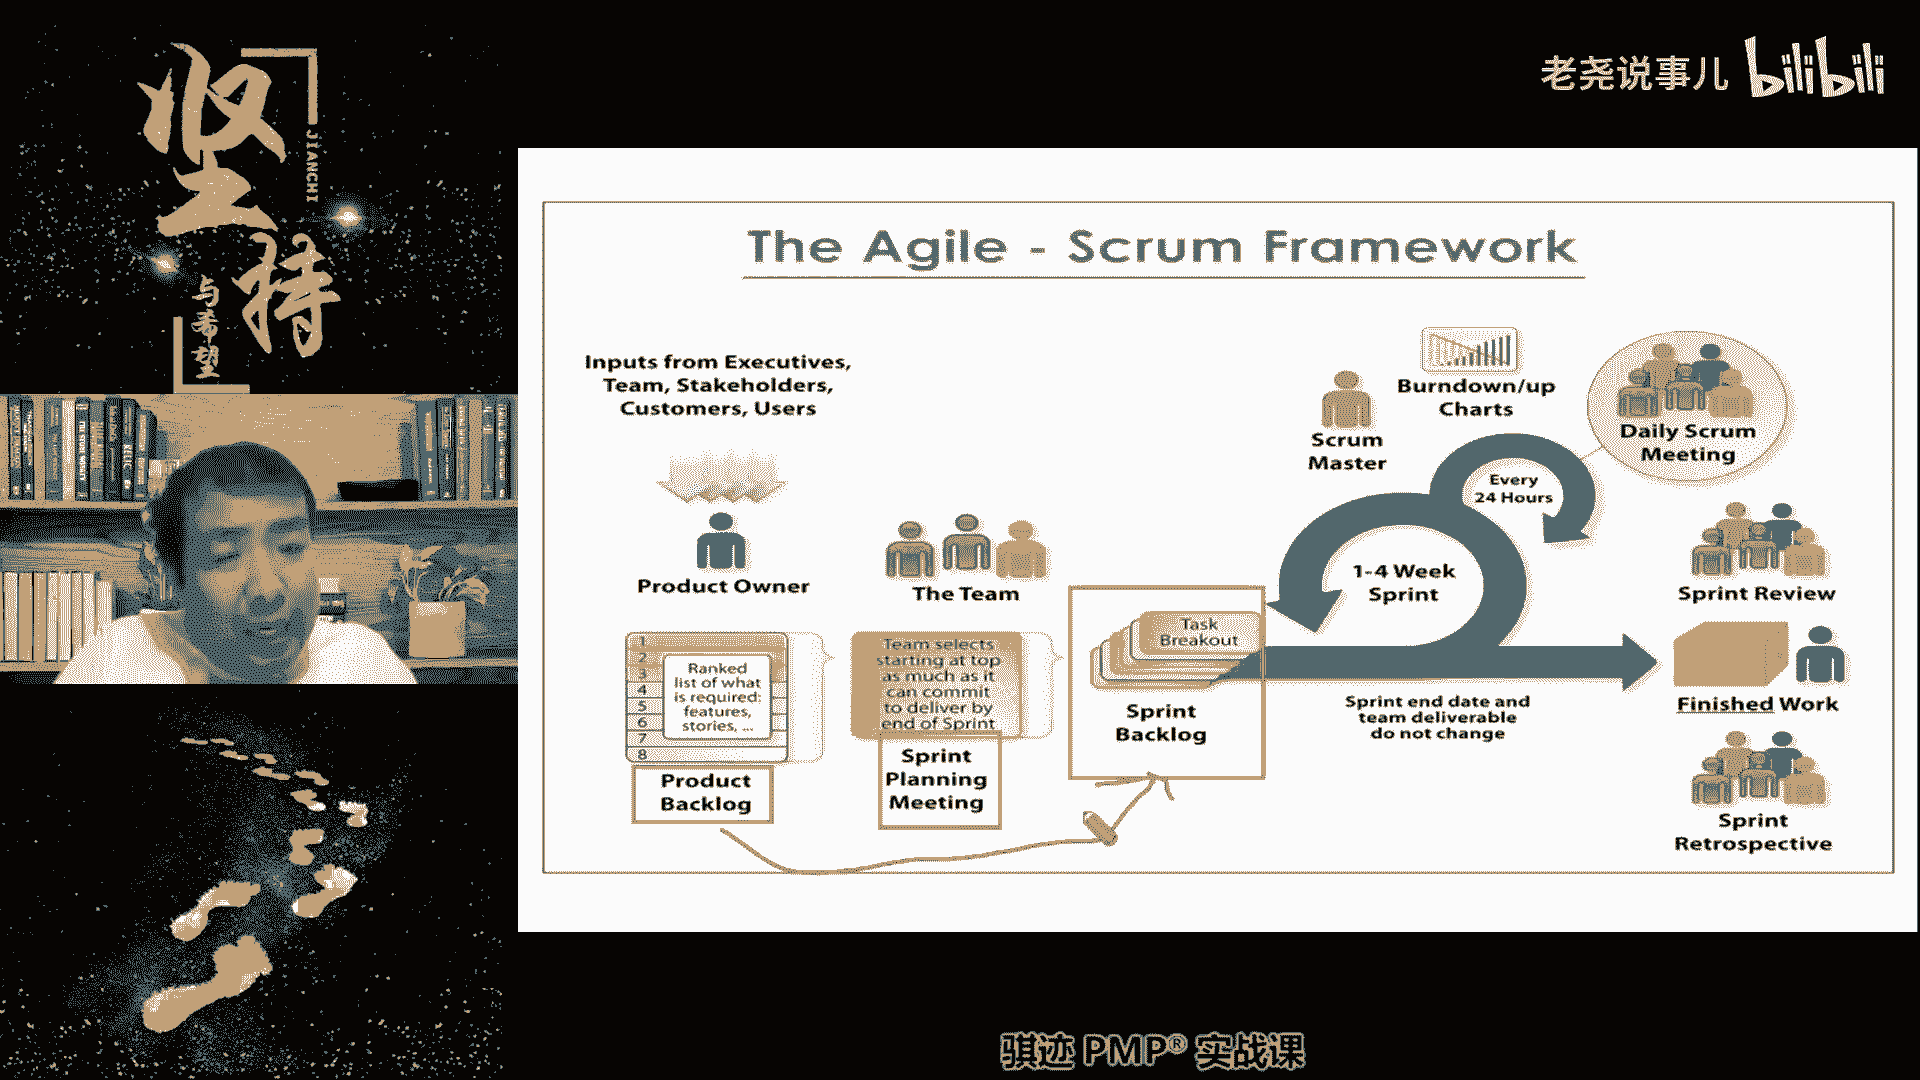 坚持
JIANCHI
与希望
老尧说事儿 bilibili
The Agile - Scrum Framework
Inputs from Executives,
Team, Stakeholders,
Customers, Users
Product Owner
The Team
1
2
3
4
5
6
7
8
Ranked
list of what
is required:
features,
stories, ...
Product
Backlog
Team selects
starting at top
as much as it
can commit
to deliver by
end of Sprint
Sprint
Planning
Meeting
Task
Breakout
Sprint
Backlog
Scrum
Master
Burndown/up
Charts
Every
24 Hours
Daily Scrum
Meeting
1-4 Week
Sprint
Sprint end date and
team deliverable
do not change
Sprint Review
Finished Work
Sprint
Retrospective
骐迹 PMP® 实战课